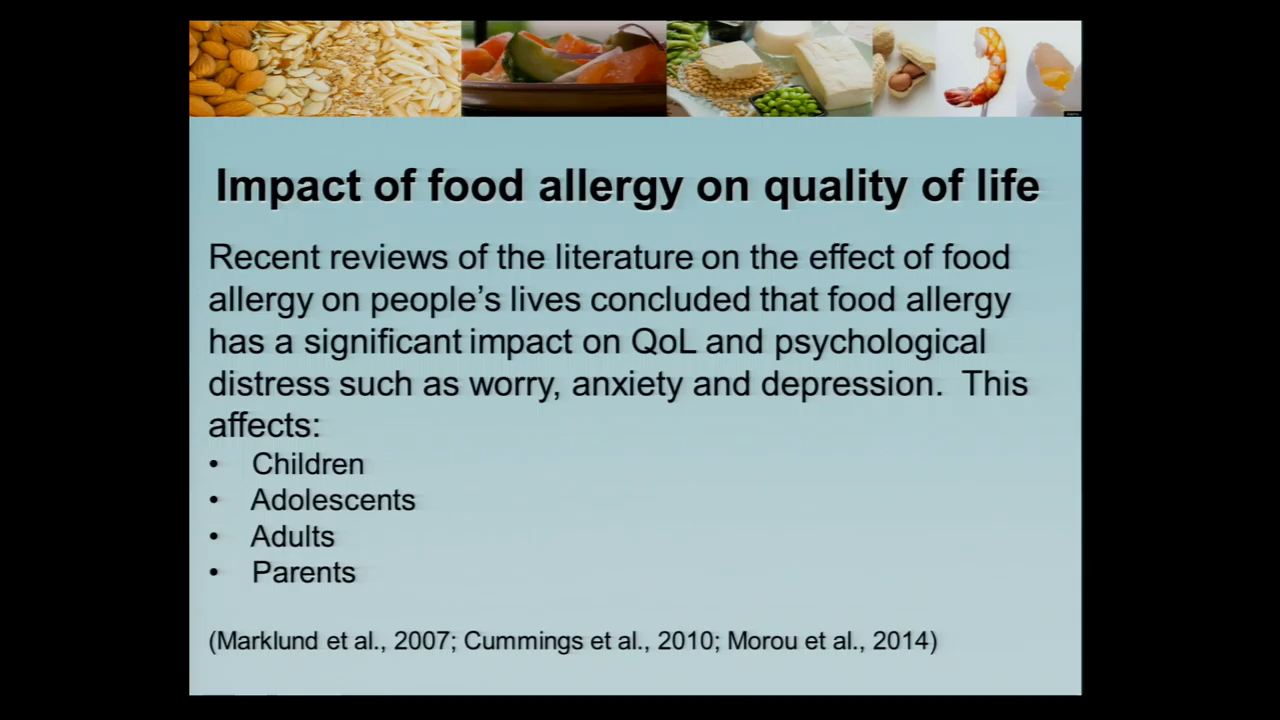 Impact of food allergy on quality of life
Recent reviews of the literature on the effect of food
allergy on people’s lives concluded that food allergy
has a significant impact on QoL and psychological
distress such as worry, anxiety and depression.  This
affects:
• Children
• Adolescents
• Adults
• Parents
(Marklund et al., 2007; Cummings et al., 2010; Morou et al., 2014)